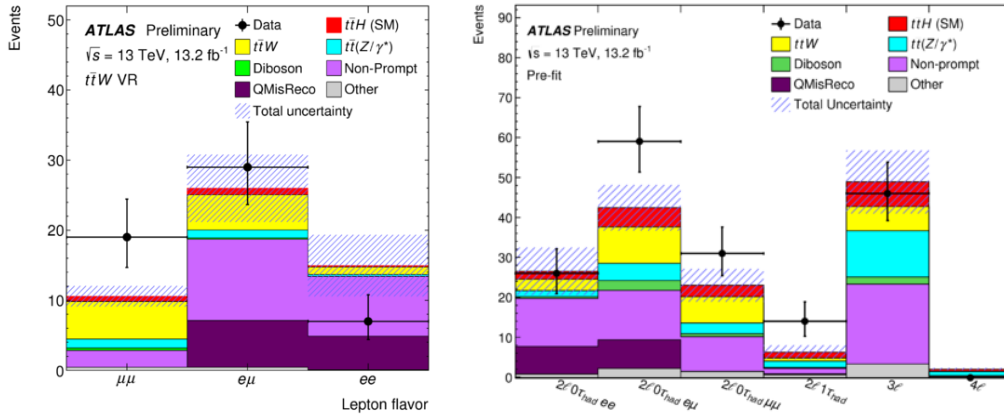 Events
50
40
30
20
10
0
ATLAS Preliminary
√s = 13 TeV, 13.2 fb⁻¹
tt̄W VR
Data
tt̄H (SM)
tt̄W
tt̄(Z/γ*)
Diboson
Non-Prompt
QMisReco
Other
Total uncertainty
μμ
eμ
ee
Lepton flavor
Events
90
80
70
60
50
40
30
20
10
0
ATLAS Preliminary
√s = 13 TeV, 13.2 fb⁻¹
Pre-fit
Data
ttH (SM)
ttW
tt(Z/γ*)
Diboson
Non-prompt
QMisReco
Other
Total uncertainty
2ℓ0τhad ee
2ℓ0τhad eμ
2ℓ0τhad μμ
2ℓ1τhad
3ℓ
4ℓ